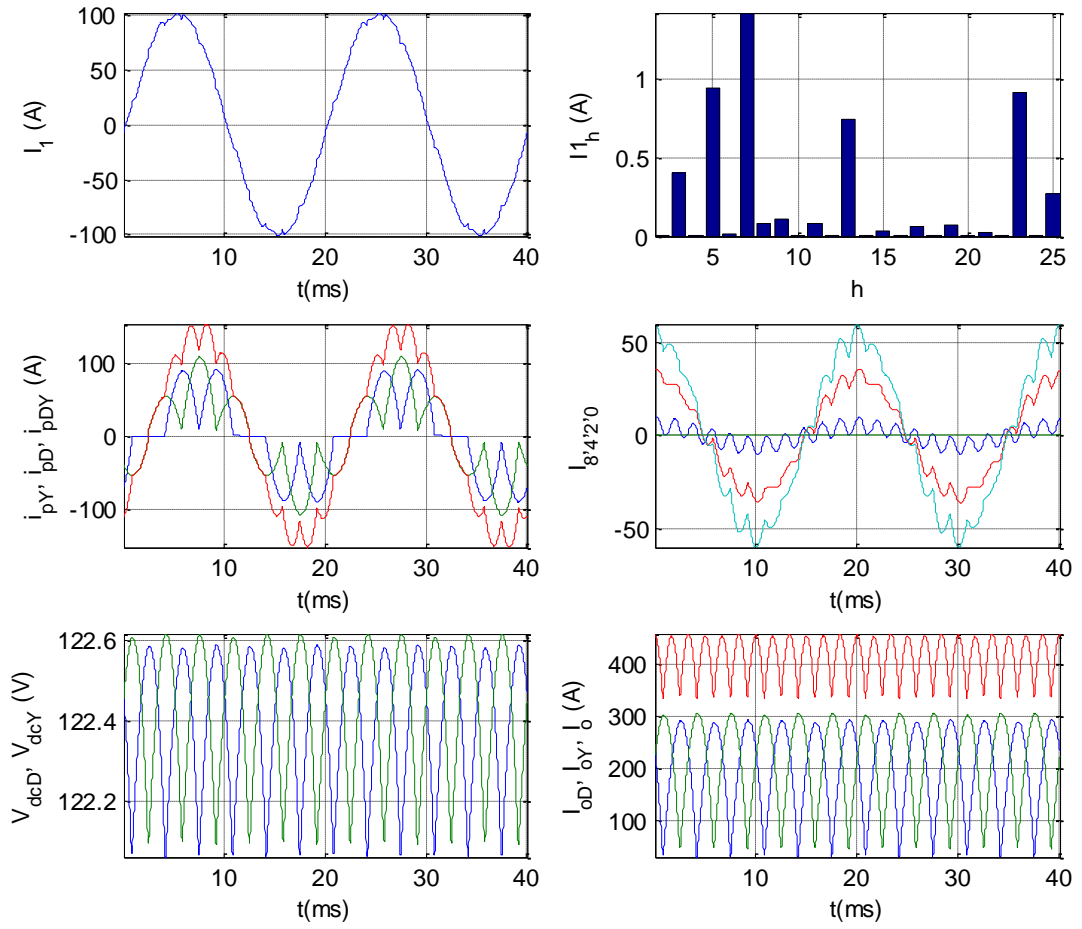 100
50
0
-50
-100
I1 (A)
10 20 30 40
t(ms)
1
0.5
0
I1h (A)
5 10 15 20 25
h
100
0
-100
ipY, ipD, ipDY (A)
10 20 30 40
t(ms)
50
0
-50
I8'4'2'0
10 20 30 40
t(ms)
122.6
122.4
122.2
VdcD, VdcY (V)
10 20 30 40
t(ms)
400
300
200
100
IoD, IoY, Io (A)
10 20 30 40
t(ms)